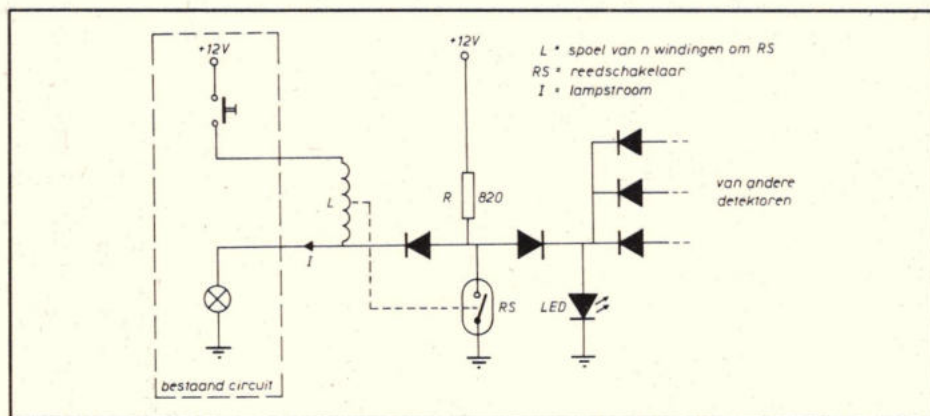 +12V
+12V
L = spoel van n windingen om RS
RS = reedschakelaar
I = lampstroom
L
R
820
van andere
detektoren
I
RS
LED
bestaand circuit